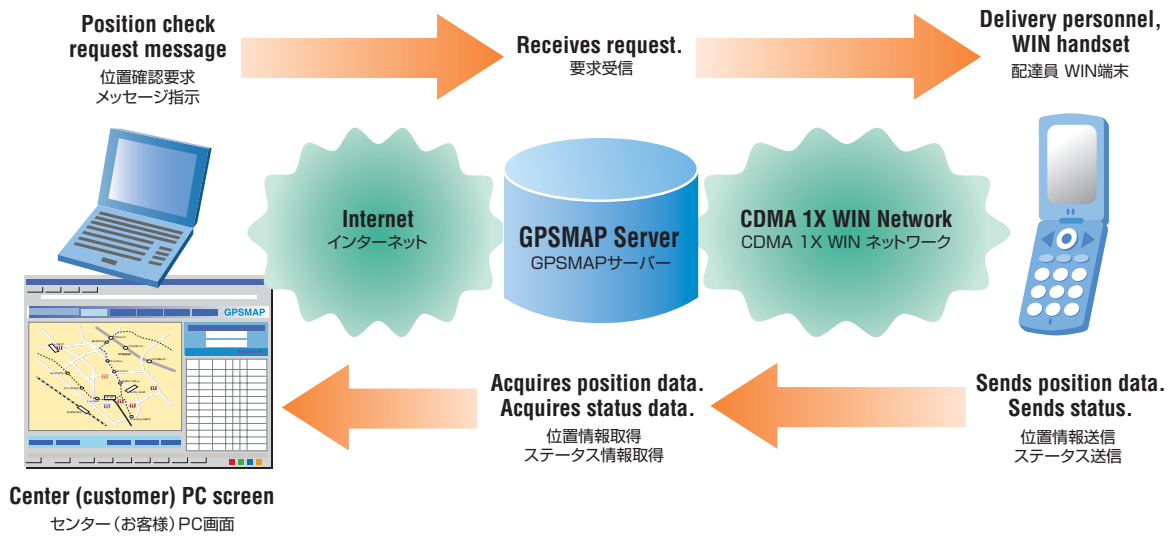 Position check
request message
位置確認要求
メッセージ指示
Receives request.
要求受信
Delivery personnel,
WIN handset
配達員 WIN端末
Internet
インターネット
GPSMAP Server
GPSMAPサーバー
CDMA 1X WIN Network
CDMA 1X WIN ネットワーク
GPSMAP
Acquires position data.
Acquires status data.
位置情報取得
ステータス情報取得
Sends position data.
Sends status.
位置情報送信
ステータス送信
Center (customer) PC screen
センター（お客様）PC画面